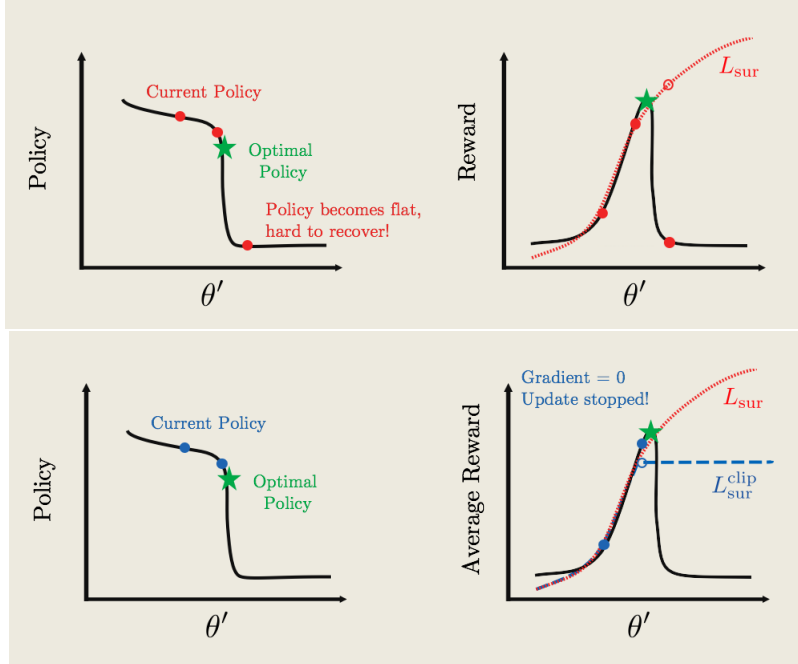 Policy
Current Policy
Optimal
Policy
Policy becomes flat,
hard to recover!
θ′
Reward
L_sur
θ′
Policy
Current Policy
Optimal
Policy
θ′
Average Reward
Gradient = 0
Update stopped!
L_sur
L_sur^clip
θ′